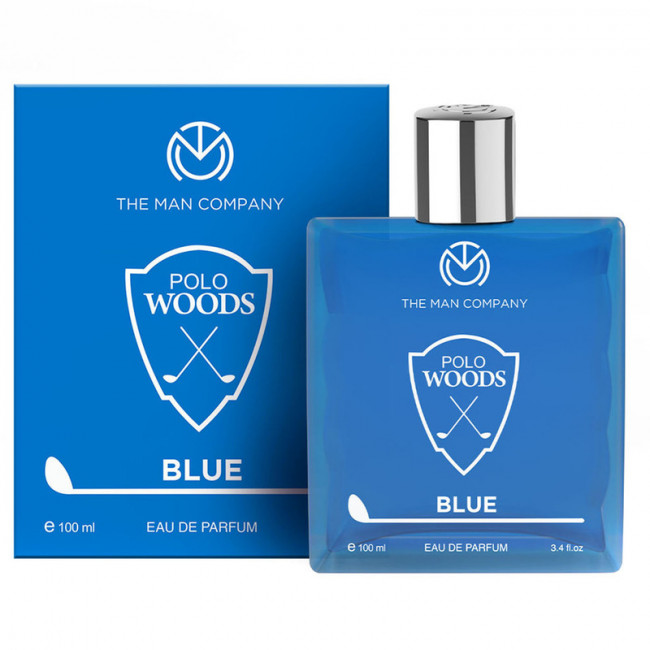 THE MAN COMPANY
POLO
WOODS
BLUE
e 100 ml EAU DE PARFUM
THE MAN COMPANY
POLO
WOODS
BLUE
e 100 ml EAU DE PARFUM 3.4 fl.oz